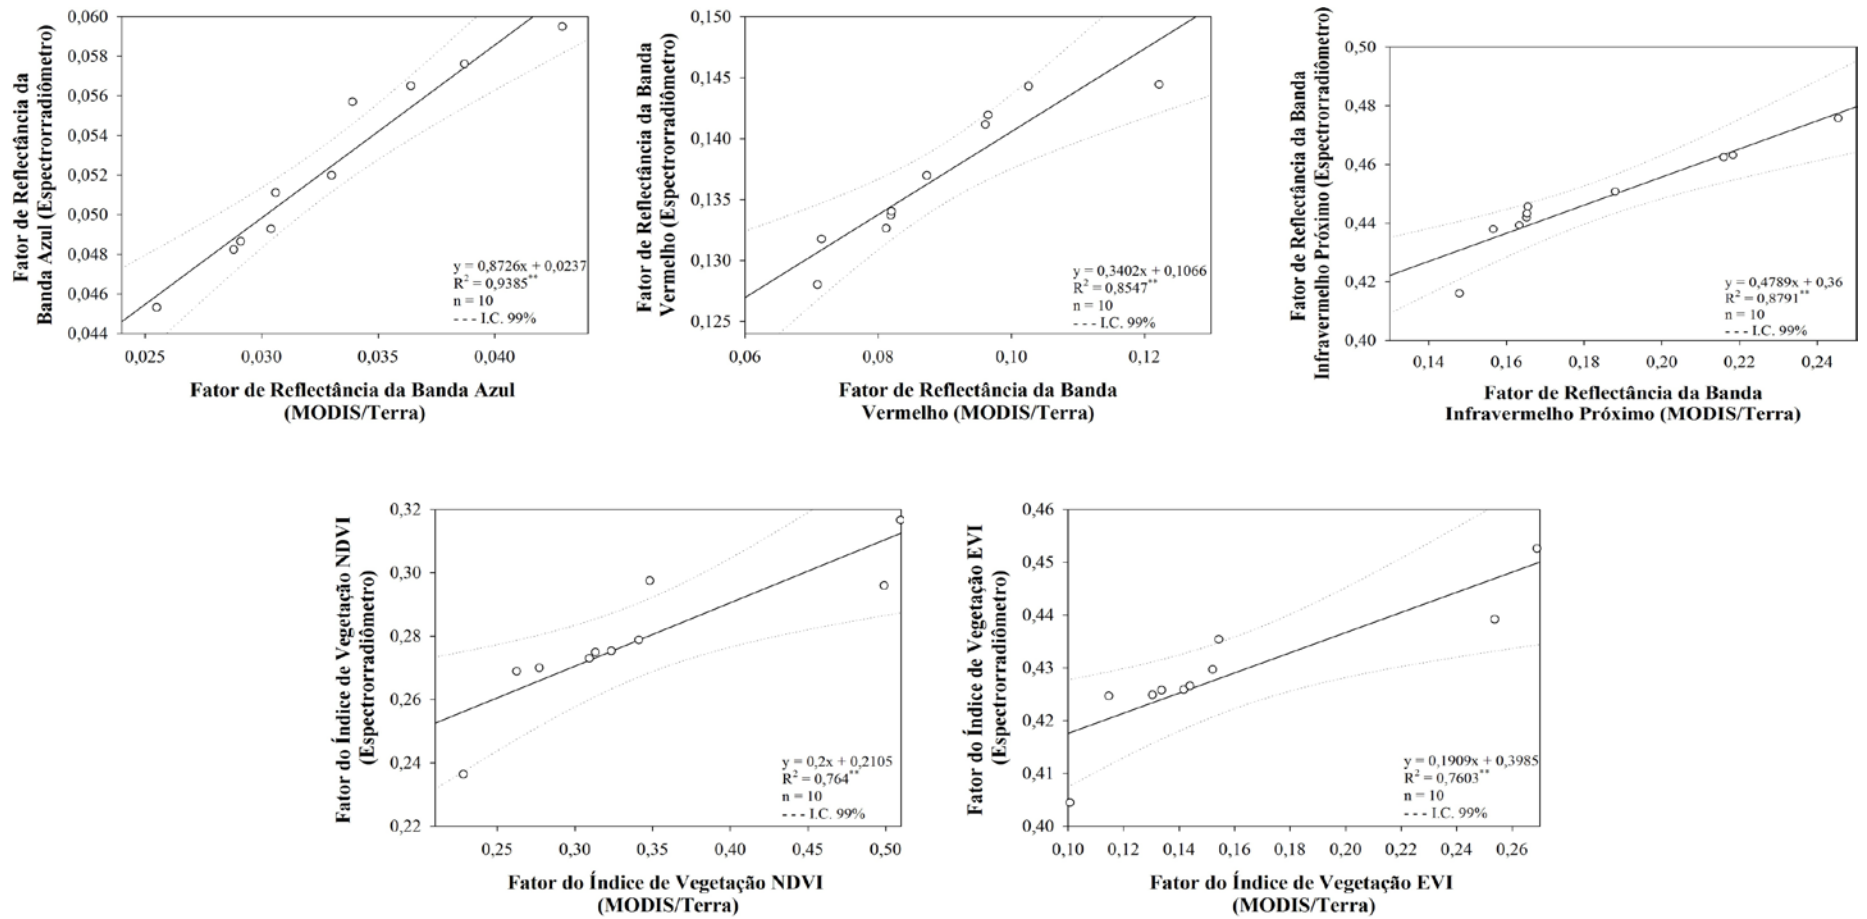 Fator de Reflectância da
Banda Azul (Espectrorradiômetro)
0,060
0,058
0,056
0,054
0,052
0,050
0,048
0,046
0,044
y = 0,8726x + 0,0237
R² = 0,9385**
n = 10
--- I.C. 99%
0,025 0,030 0,035 0,040
Fator de Reflectância da Banda Azul
(MODIS/Terra)
Fator de Reflectância da Banda
Vermelho (Espectrorradiômetro)
0,150
0,145
0,140
0,135
0,130
0,125
y = 0,3402x + 0,1066
R² = 0,8547**
n = 10
--- I.C. 99%
0,06 0,08 0,10 0,12
Fator de Reflectância da Banda
Vermelho (MODIS/Terra)
Fator de Reflectância da Banda
Infravermelho Próximo (Espectrorradiômetro)
0,50
0,48
0,46
0,44
0,42
0,40
y = 0,4789x + 0,36
R² = 0,8791**
n = 10
--- I.C. 99%
0,14 0,16 0,18 0,20 0,22 0,24
Fator de Reflectância da Banda
Infravermelho Próximo (MODIS/Terra)
Fator do Índice de Vegetação NDVI
(Espectrorradiômetro)
0,32
0,30
0,28
0,26
0,24
0,22
y = 0,2x + 0,2105
R² = 0,764**
n = 10
--- I.C. 99%
0,25 0,30 0,35 0,40 0,45 0,50
Fator do Índice de Vegetação NDVI
(MODIS/Terra)
Fator do Índice de Vegetação EVI
(Espectrorradiômetro)
0,46
0,45
0,44
0,43
0,42
0,41
0,40
y = 0,1909x + 0,3985
R² = 0,7603**
n = 10
--- I.C. 99%
0,10 0,12 0,14 0,16 0,18 0,20 0,22 0,24 0,26
Fator do Índice de Vegetação EVI
(MODIS/Terra)